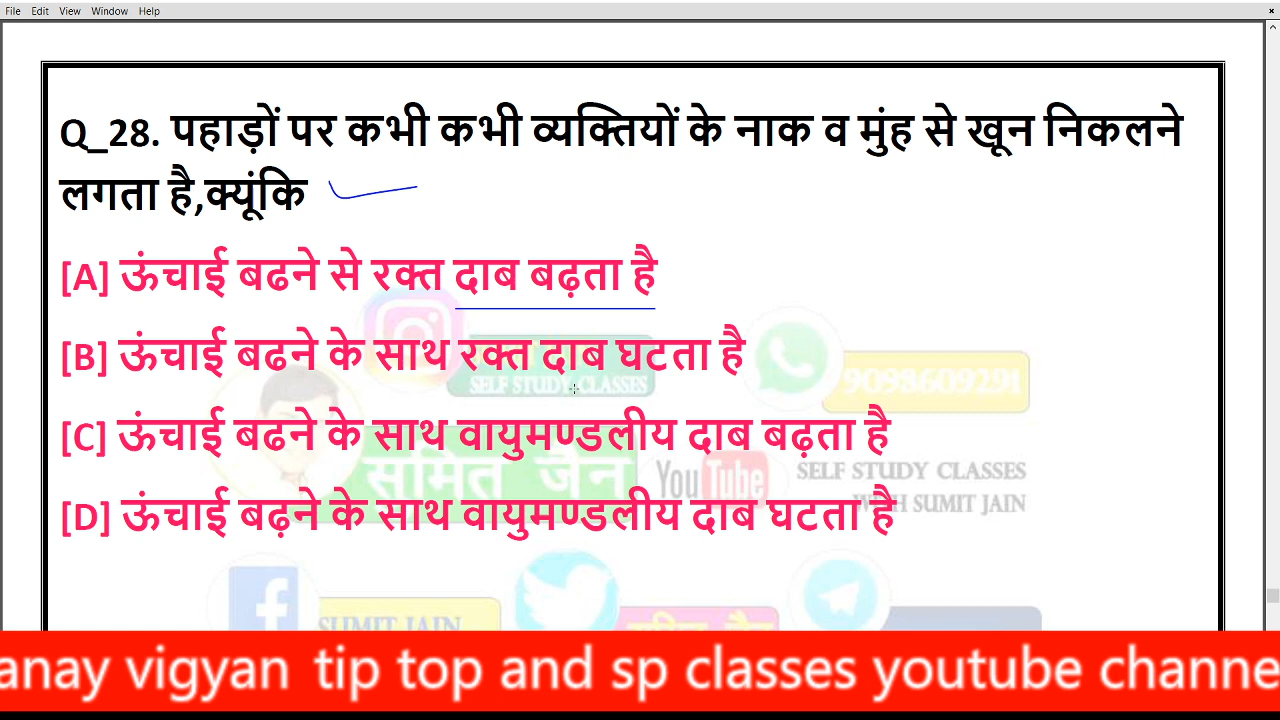 File Edit View Window Help
Q_28. पहाड़ों पर कभी कभी व्यक्तियों के नाक व मुंह से खून निकलने
लगता है,क्यूंकि
[A] ऊंचाई बढने से रक्त दाब बढ़ता है
[B] ऊंचाई बढने के साथ रक्त दाब घटता है
SELF STUDY CLASSES
9098609291
[C] ऊंचाई बढने के साथ वायुमण्डलीय दाब बढ़ता है
सुमित जैन
YouTube
SELF STUDY CLASSES
WITH SUMIT JAIN
[D] ऊंचाई बढ़ने के साथ वायुमण्डलीय दाब घटता है
SUMIT JAIN
anay vigyan tip top and sp classes youtube channe